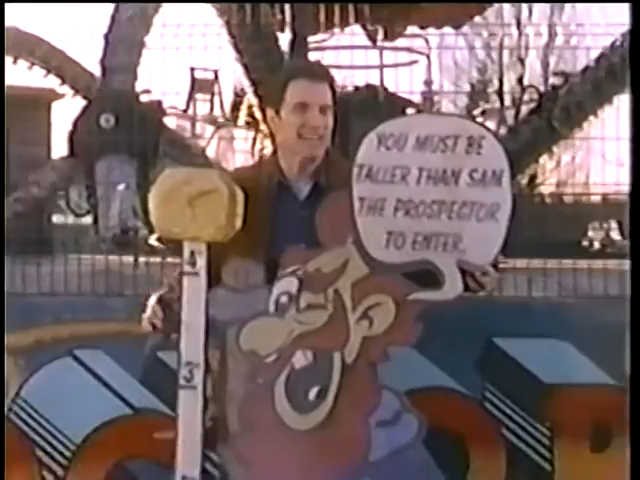 YOU MUST BE
TALLER THAN SAM
THE PROSPECTOR
TO ENTER.
4
3